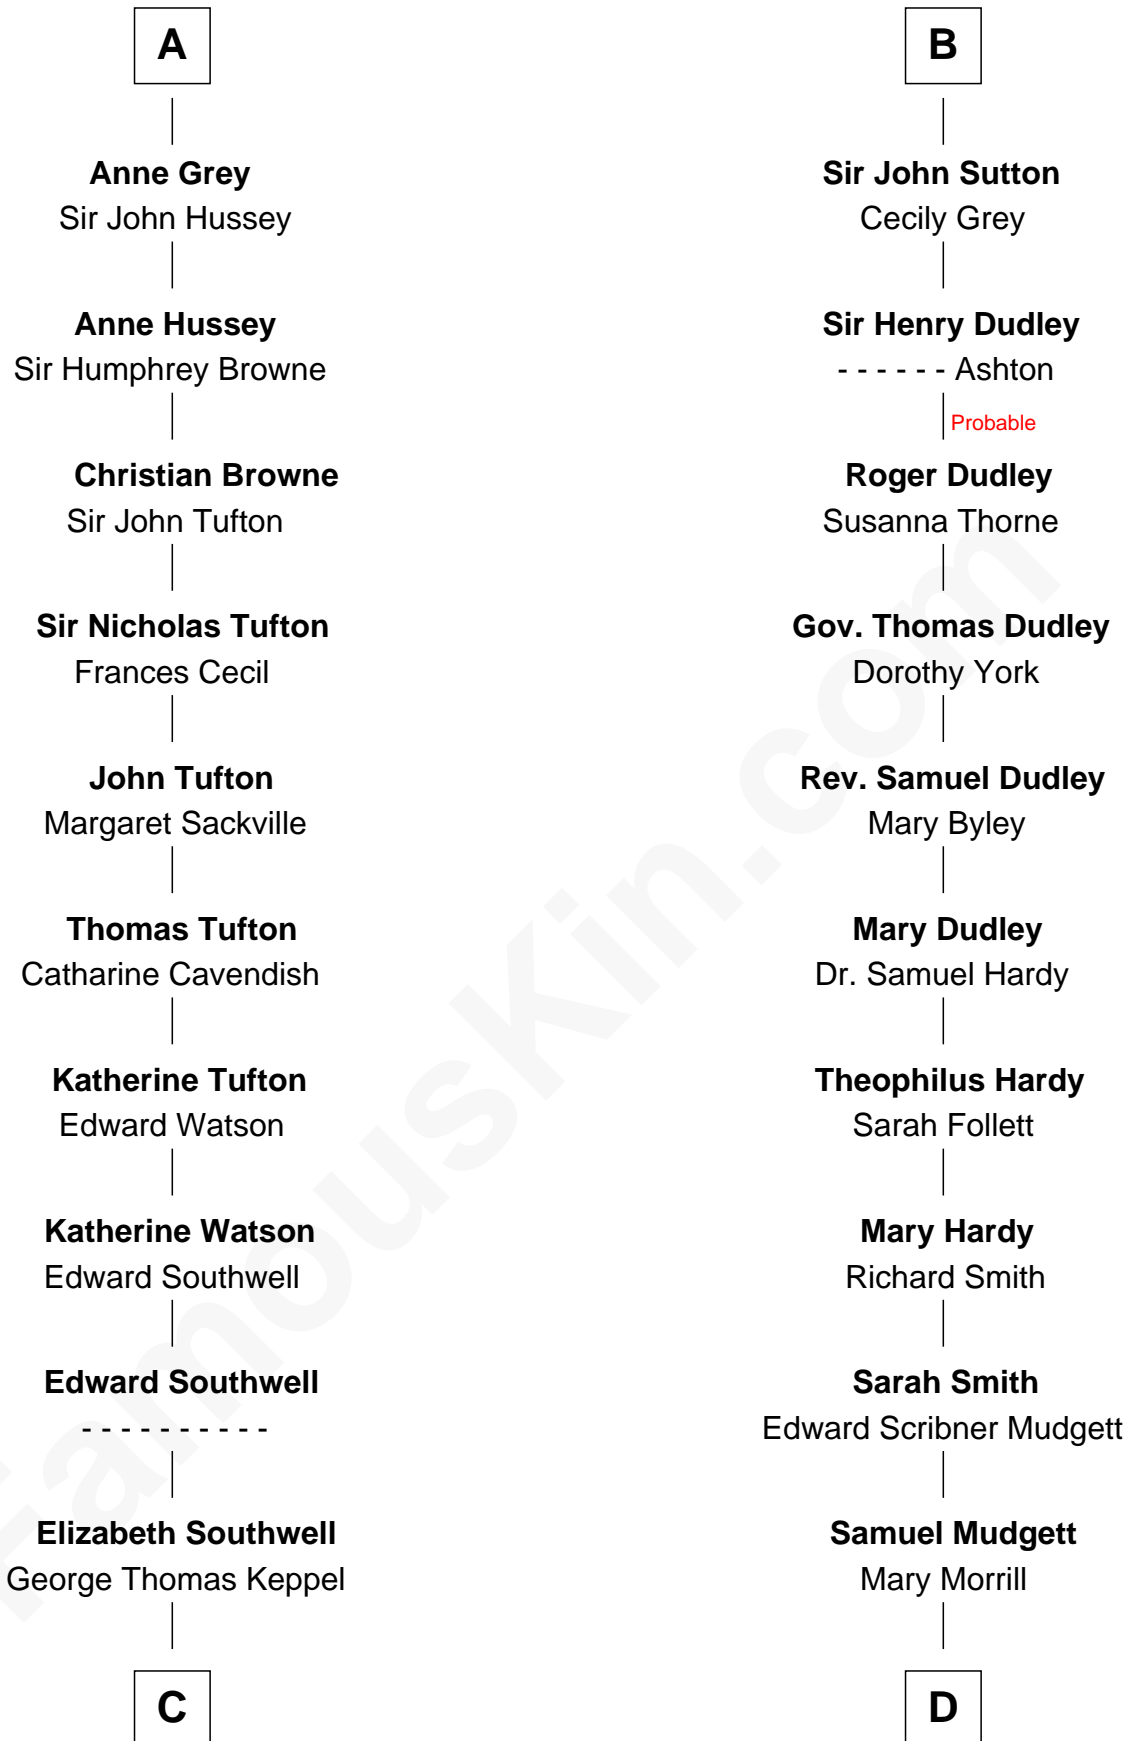 A
Anne Grey
Sir John Hussey
Anne Hussey
Sir Humphrey Browne
Christian Browne
Sir John Tufton
Sir Nicholas Tufton
Frances Cecil
John Tufton
Margaret Sackville
Thomas Tufton
Catharine Cavendish
Katherine Tufton
Edward Watson
Katherine Watson
Edward Southwell
Edward Southwell
- - - - - - - - - -
Elizabeth Southwell
George Thomas Keppel
C
B
Sir John Sutton
Cecily Grey
Sir Henry Dudley
- - - - - - Ashton
Probable
Roger Dudley
Susanna Thorne
Gov. Thomas Dudley
Dorothy York
Rev. Samuel Dudley
Mary Byley
Mary Dudley
Dr. Samuel Hardy
Theophilus Hardy
Sarah Follett
Mary Hardy
Richard Smith
Sarah Smith
Edward Scribner Mudgett
Samuel Mudgett
Mary Morrill
D
FamousKin.com